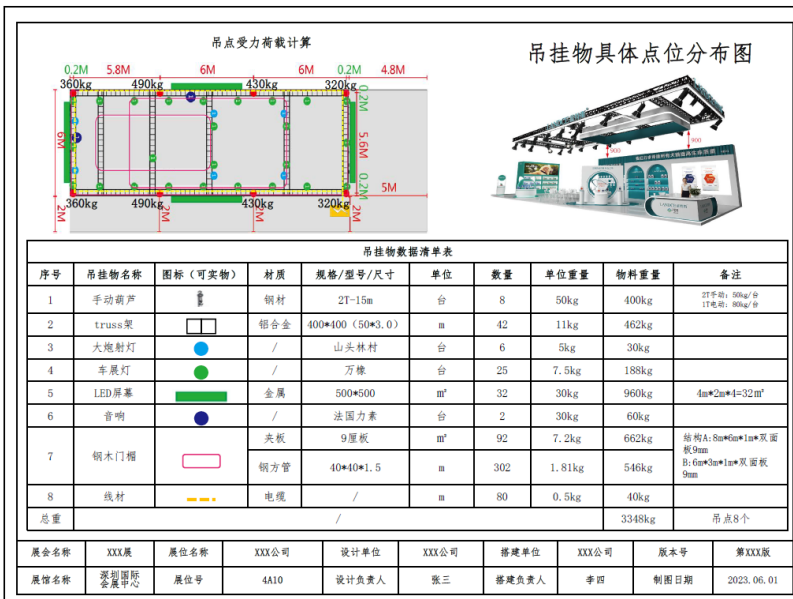 吊点受力荷载计算
吊挂物具体点位分布图
0.2M 5.8M 6M 6M 0.2M 4.8M
360kg 490kg 430kg 320kg
0.2M
6M
5.6M
0.2M
5M
360kg 490kg 430kg 320kg
2M 2M 2M 2M
900 900
吊挂物数据清单表
序号 吊挂物名称 图标（可实物） 材质 规格/型号/尺寸 单位 数量 单位重量 物料重量 备注
1 手动葫芦 钢材 2T-15m 台 8 50kg 400kg 2T手动：50kg/台
1T电动：80kg/台
2 truss架 铝合金 400*400（50*3.0） m 42 11kg 462kg
3 大炮射灯 / 山头林村 台 6 5kg 30kg
4 车展灯 / 万橡 台 25 7.5kg 188kg
5 LED屏幕 金属 500*500 m² 32 30kg 960kg 4m*2m*4=32㎡
6 音响 / 法国力素 台 2 30kg 60kg
7 钢木门楣 夹板 9厘板 m² 92 7.2kg 662kg 结构A:8m*6m*1m*双面
板9mm
钢方管 40*40*1.5 m 302 1.81kg 546kg B:6m*3m*1m*双面板
9mm
8 线材 电缆 / m 80 0.5kg 40kg
总重 / 3348kg 吊点8个
展会名称 XXX展 展位名称 XXX公司 设计单位 XXX公司 搭建单位 XXX公司 版本号 第XXX版
展馆名称 深圳国际
会展中心 展位号 4A10 设计负责人 张三 搭建负责人 李四 制图日期 2023.06.01